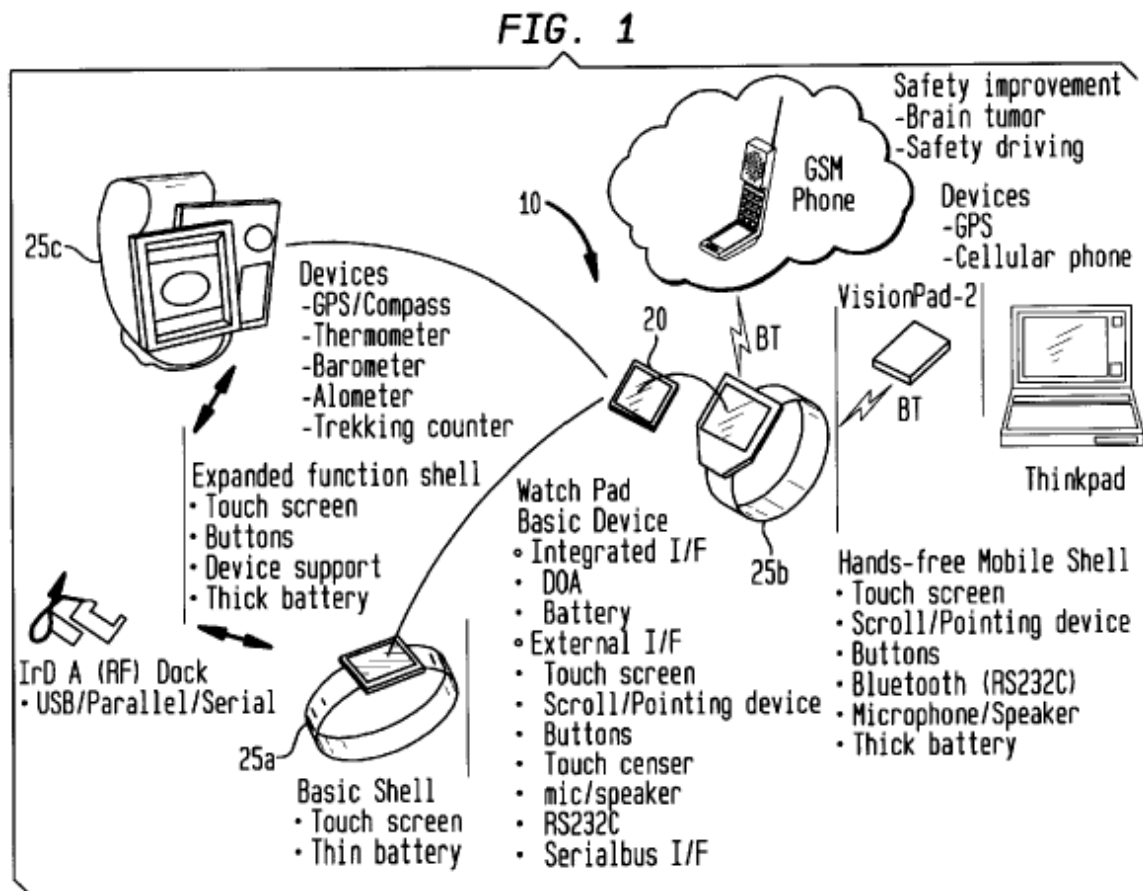 FIG. 1
Safety improvement
-Brain tumor
-Safety driving
GSM
Phone
10
Devices
-GPS
-Cellular phone
25c
Devices
-GPS/Compass
-Thermometer
-Barometer
-Alometer
-Trekking counter
20
BT
VisionPad-2
BT
Thinkpad
Expanded function shell
• Touch screen
• Buttons
• Device support
• Thick battery
Watch Pad
Basic Device
∘ Integrated I/F
• DOA
• Battery
∘ External I/F
• Touch screen
• Scroll/Pointing device
• Buttons
• Touch censer
• mic/speaker
• RS232C
• Serialbus I/F
25b
Hands-free Mobile Shell
• Touch screen
• Scroll/Pointing device
• Buttons
• Bluetooth (RS232C)
• Microphone/Speaker
• Thick battery
IrD A (RF) Dock
• USB/Parallel/Serial
25a
Basic Shell
• Touch screen
• Thin battery